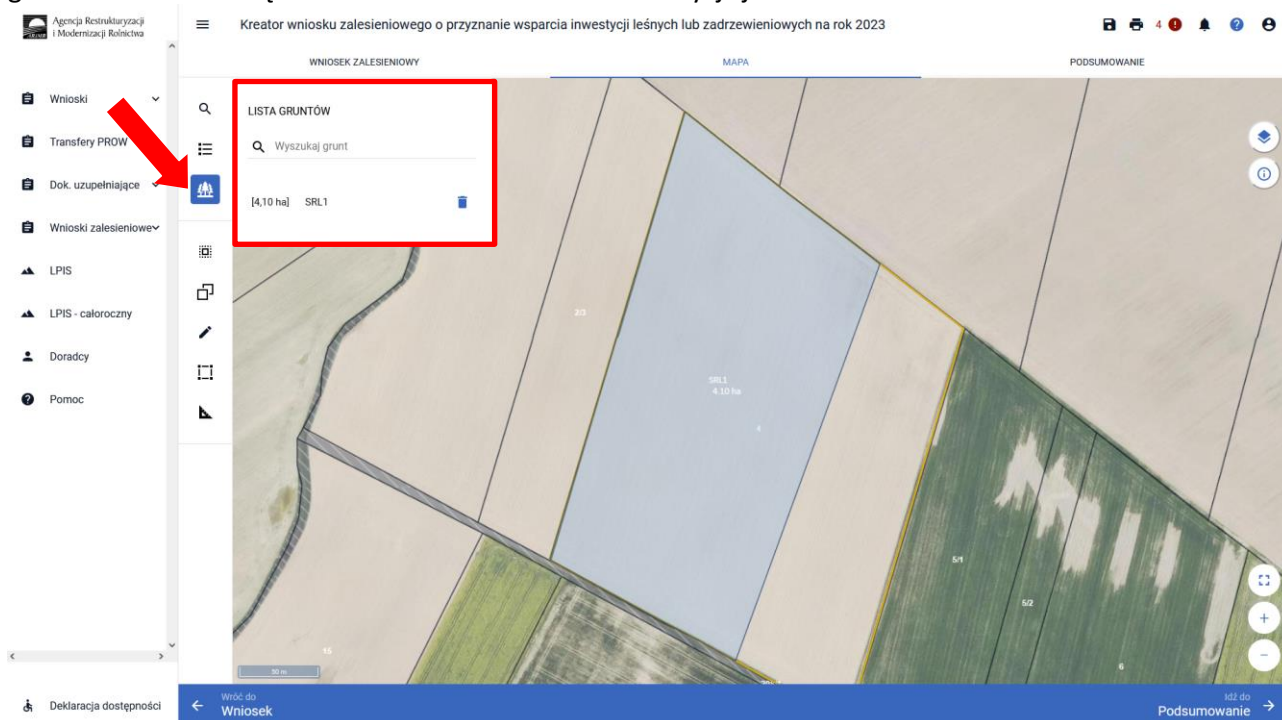 Agencja Restrukturyzacji
i Modernizacji Rolnictwa
Kreator wniosku zalesieniowego o przyznanie wsparcia inwestycji leśnych lub zadrzewieniowych na rok 2023
4
WNIOSEK ZALESIENIOWY
MAPA
PODSUMOWANIE
Wnioski
Transfery PROW
Dok. uzupełniające
Wnioski zalesieniowe
LPIS
LPIS - całoroczny
Doradcy
Pomoc
LISTA GRUNTÓW
Wyszukaj grunt
[4,10 ha] SRL1
2/3
SRL1
4.10 ha
4
5/1
5/2
6
15
50 m
Deklaracja dostępności
Wróć do
Wniosek
Idź do
Podsumowanie